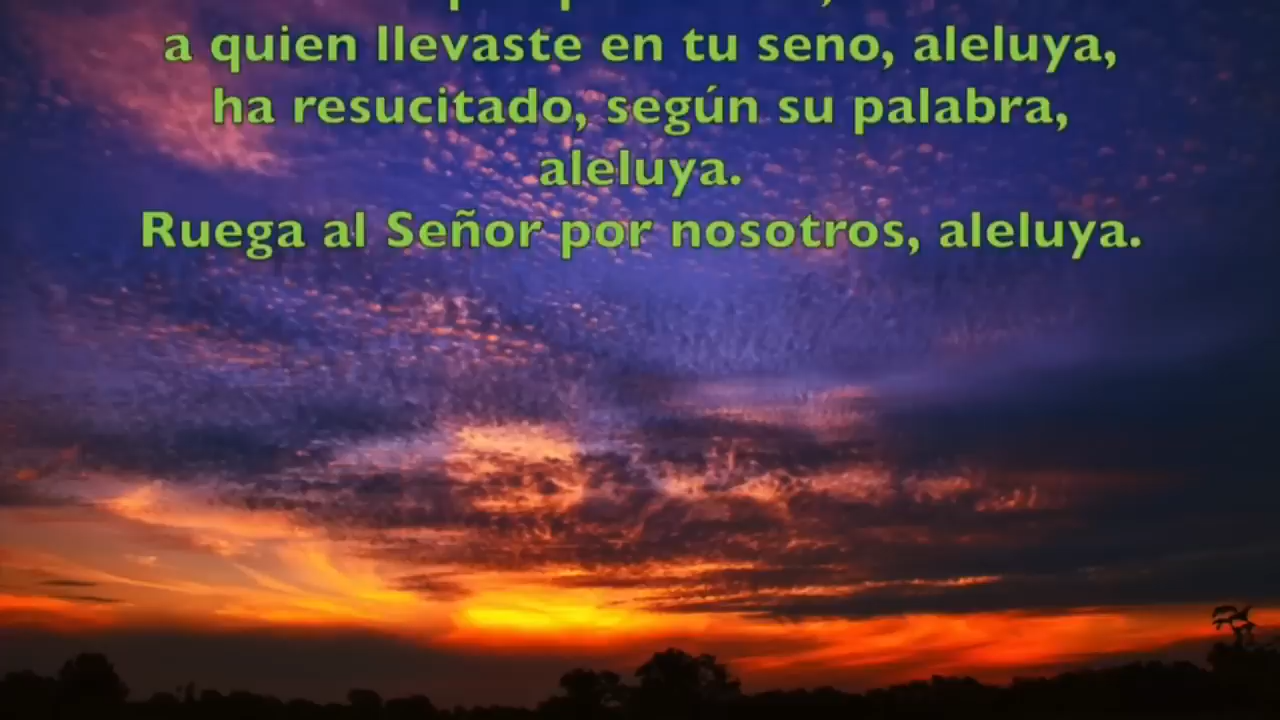 a quien llevaste en tu seno, aleluya,
ha resucitado, según su palabra,
aleluya.
Ruega al Señor por nosotros, aleluya.